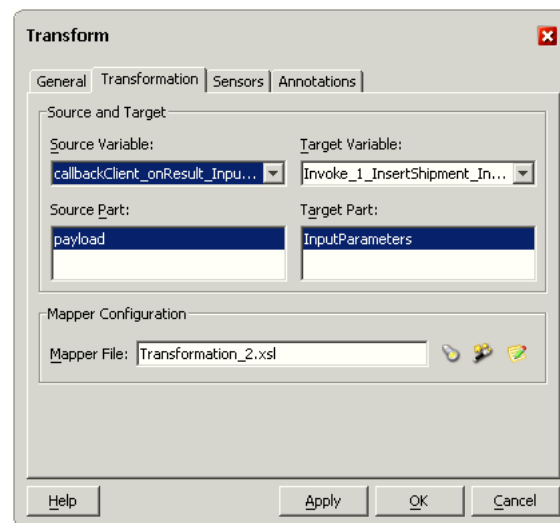 Transform
General Transformation Sensors Annotations
Source and Target
Source Variable: Target Variable:
callbackClient_onResult_Inpu... Invoke_1_InsertShipment_In...
Source Part: Target Part:
payload InputParameters
Mapper Configuration
Mapper File: Transformation_2.xsl
Help Apply OK Cancel